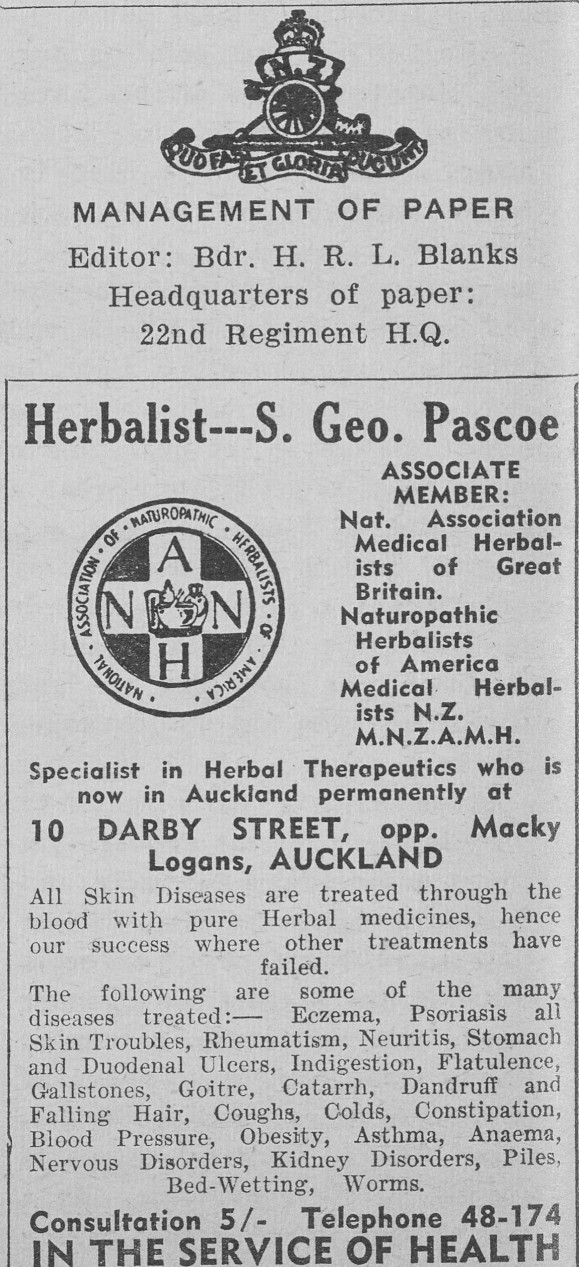 N.Z.
QUO FAS ET GLORIA DUCUNT
MANAGEMENT OF PAPER
Editor: Bdr. H. R. L. Blanks
Headquarters of paper:
22nd Regiment H.Q.
Herbalist---S. Geo. Pascoe
NATIONAL · ASSOCIATION · OF · NATUROPATHIC · HERBALISTS · OF · AMERICA
A
N N
H
ASSOCIATE
MEMBER:
Nat. Association
Medical Herbal-
ists of Great
Britain.
Naturopathic
Herbalists
of America
Medical Herbal-
ists N.Z.
M.N.Z.A.M.H.
Specialist in Herbal Therapeutics who is
now in Auckland permanently at
10 DARBY STREET, opp. Macky
Logans, AUCKLAND
All Skin Diseases are treated through the
blood with pure Herbal medicines, hence
our success where other treatments have
failed.
The following are some of the many
diseases treated:— Eczema, Psoriasis all
Skin Troubles, Rheumatism, Neuritis, Stomach
and Duodenal Ulcers, Indigestion, Flatulence,
Gallstones, Goitre, Catarrh, Dandruff and
Falling Hair, Coughs, Colds, Constipation,
Blood Pressure, Obesity, Asthma, Anaema,
Nervous Disorders, Kidney Disorders, Piles,
Bed-Wetting, Worms.
Consultation 5/- Telephone 48-174
IN THE SERVICE OF HEALTH